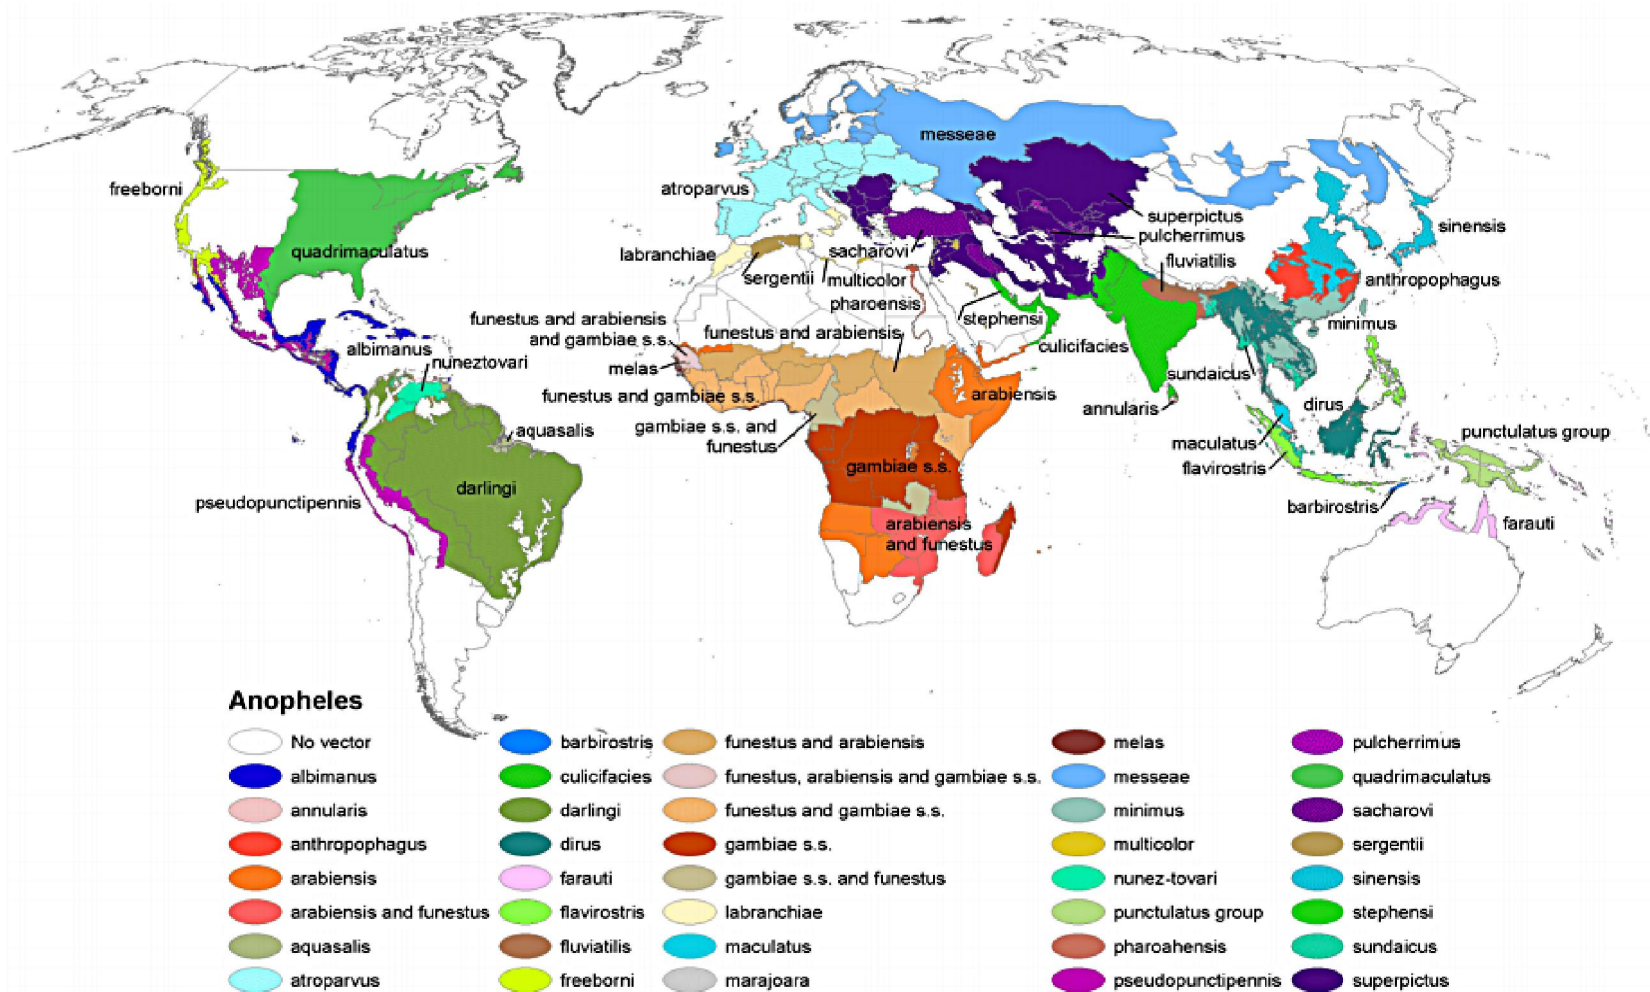 messeae
freeborni
atroparvus
superpictus
pulcherrimus
sinensis
quadrimaculatus
labranchiae
sacharovi
fluviatilis
sergentii
multicolor
anthropophagus
pharoensis
stephensi
funestus and arabiensis
and gambiae s.s.
funestus and arabiensis
minimus
albimanus
nuneztovari
culicifacies
melas
sundaicus
funestus and gambiae s.s.
arabiensis
annularis
dirus
gambiae s.s. and
funestus
aquasalis
punctulatus group
maculatus
flavirostris
gambiae s.s.
darlingi
pseudopunctipennis
barbirostris
arabiensis
and funestus
farauti
Anopheles
No vector
albimanus
annularis
anthropophagus
arabiensis
arabiensis and funestus
aquasalis
atroparvus
barbirostris
culicifacies
darlingi
dirus
farauti
flavirostris
fluviatilis
freeborni
funestus and arabiensis
funestus, arabiensis and gambiae s.s.
funestus and gambiae s.s.
gambiae s.s.
gambiae s.s. and funestus
labranchiae
maculatus
marajoara
melas
messeae
minimus
multicolor
nunez-tovari
punctulatus group
pharoahensis
pseudopunctipennis
pulcherrimus
quadrimaculatus
sacharovi
sergentii
sinensis
stephensi
sundaicus
superpictus